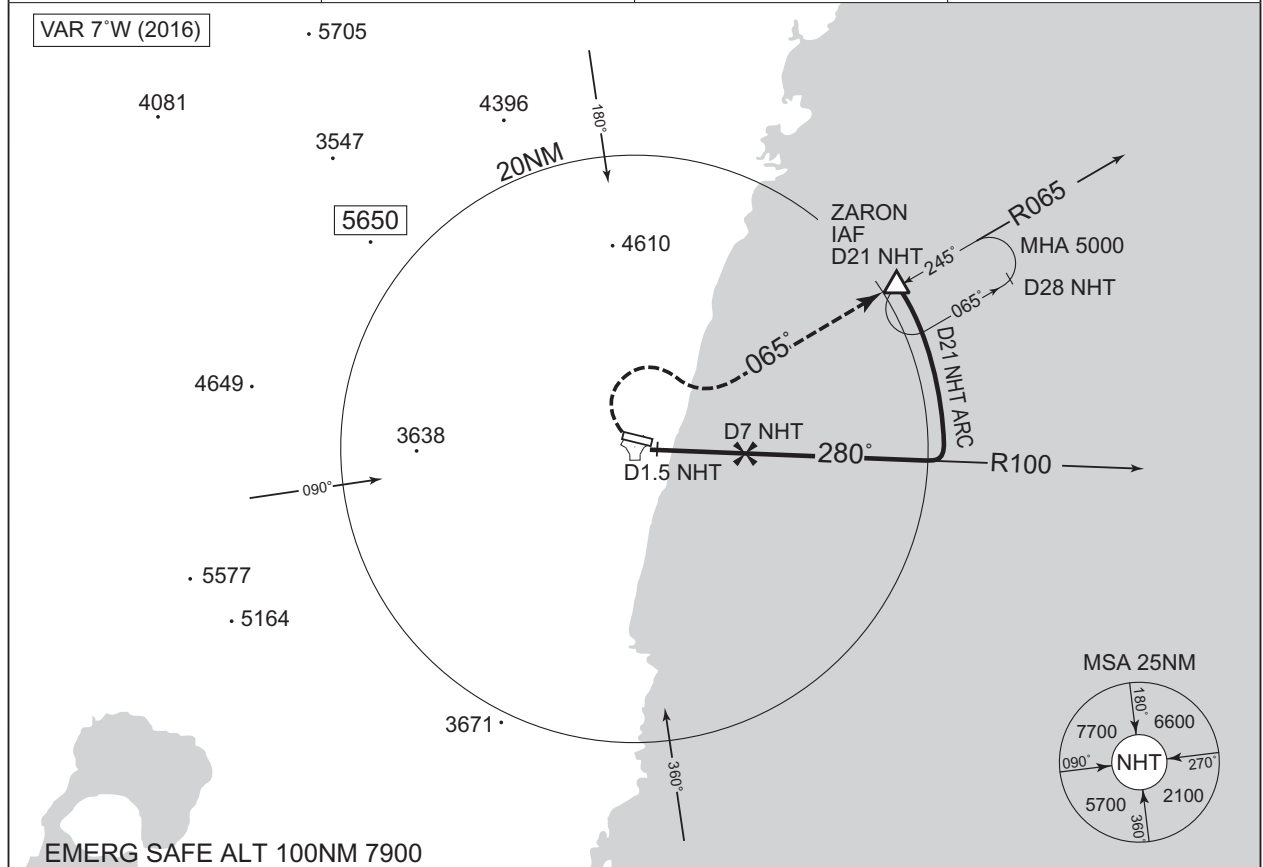 VAR 7˚W (2016)
5705
4081
4396
3547
180˚
20NM
5650
4610
ZARON
IAF
D21 NHT
R065
MHA 5000
245˚
D28 NHT
065˚
065˚
D21 NHT ARC
4649
3638
D7 NHT
280˚
D1.5 NHT
R100
090˚
5577
5164
3671
360˚
MSA 25NM
180˚
7700
6600
090˚
NHT
270˚
5700
2100
360˚
EMERG SAFE ALT 100NM 7900